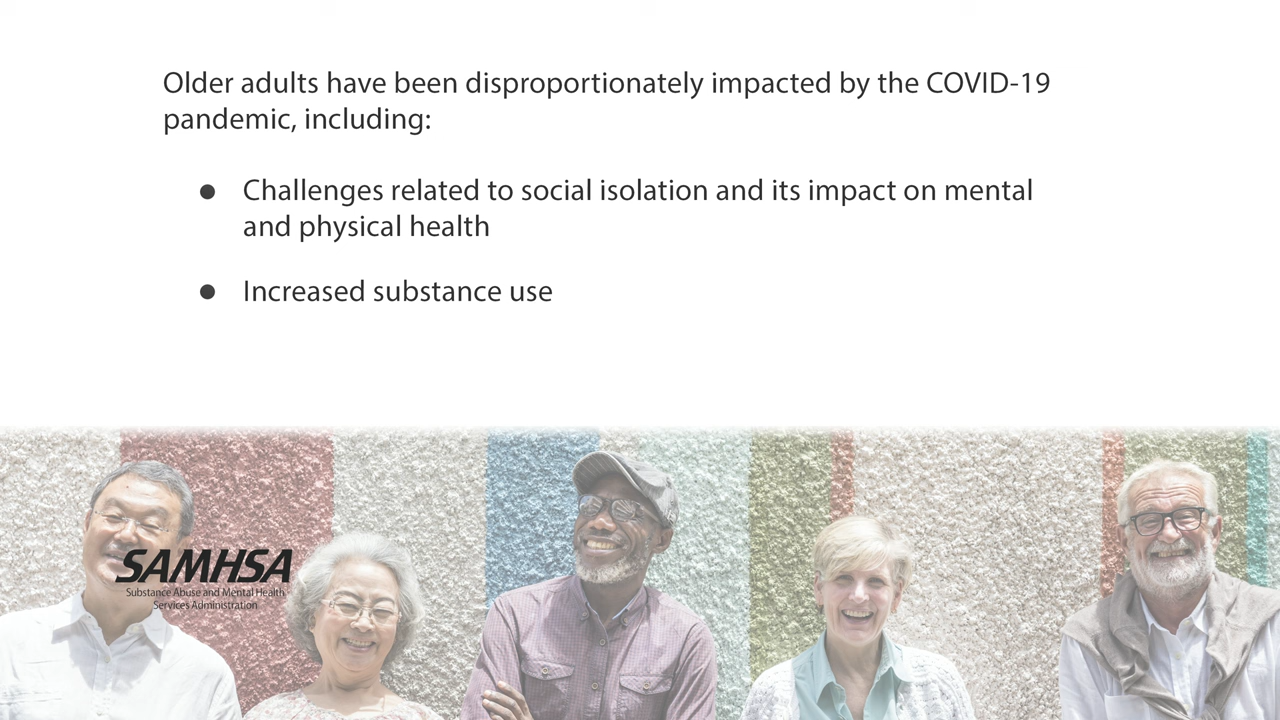 Older adults have been disproportionately impacted by the COVID-19
pandemic, including:
● Challenges related to social isolation and its impact on mental
and physical health
● Increased substance use
SAMHSA
Substance Abuse and Mental Health
Services Administration